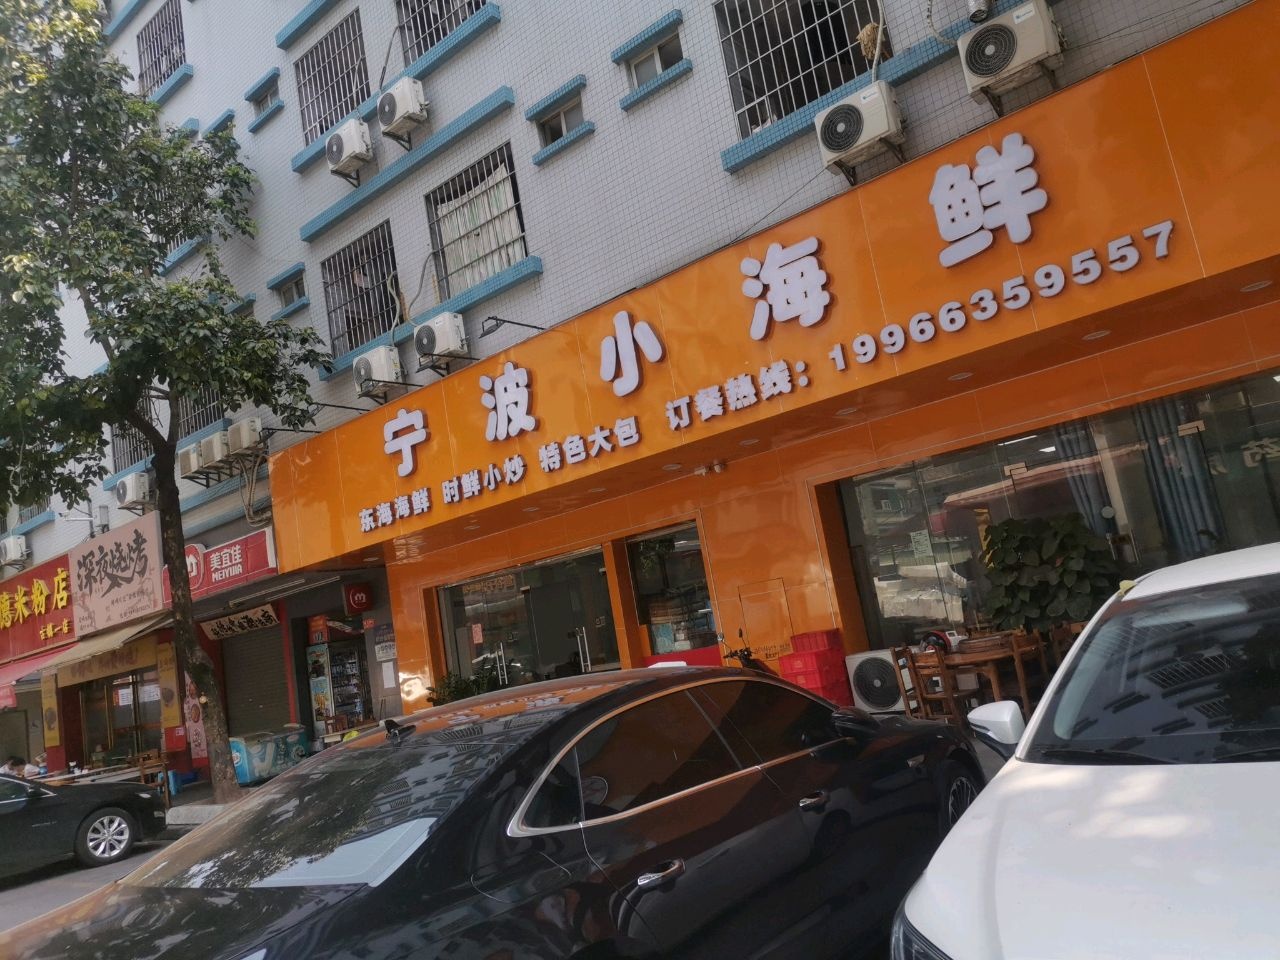 宁波小海鲜
东海海鲜 时鲜小炒 特色大包 订餐热线：19966359557
美宜佳
MEIYIJIA
深夜烧烤
米粉店